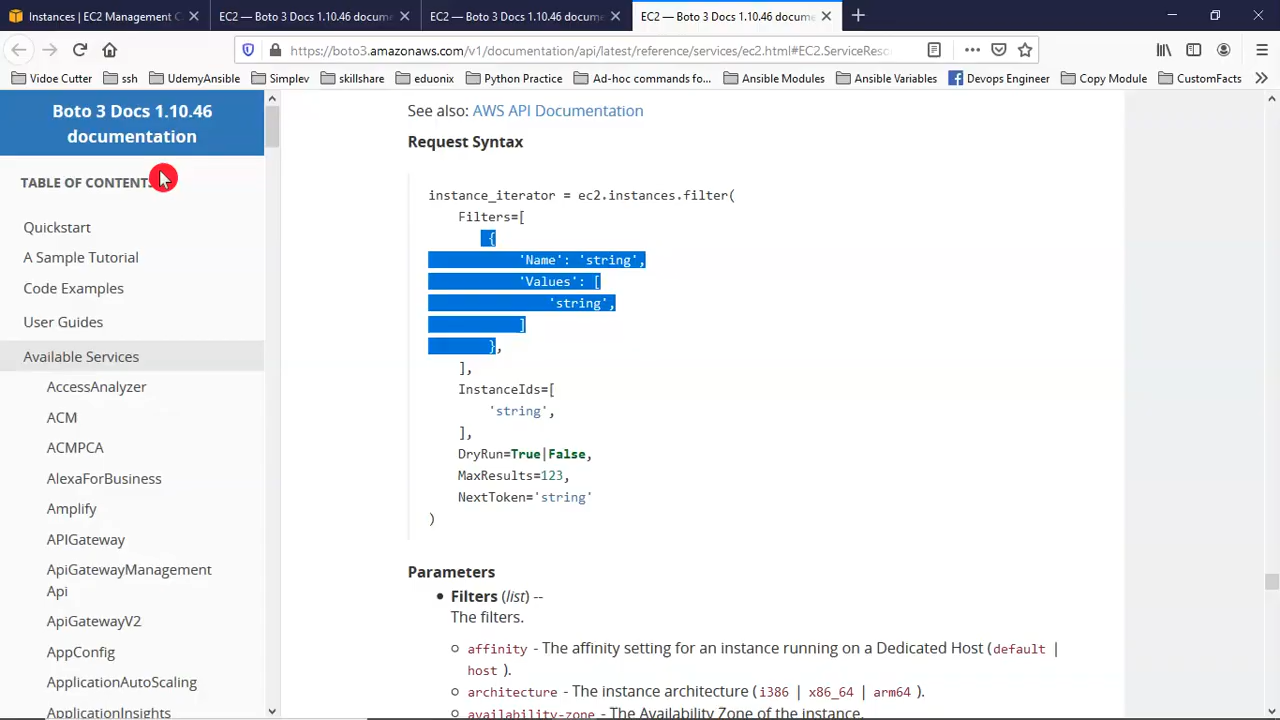 Instances | EC2 Management C
EC2 — Boto 3 Docs 1.10.46 docum
EC2 — Boto 3 Docs 1.10.46 docum
EC2 — Boto 3 Docs 1.10.46 docum
https://boto3.amazonaws.com/v1/documentation/api/latest/reference/services/ec2.html#EC2.ServiceReso
Vidoe Cutter
ssh
UdemyAnsible
Simplev
skillshare
eduonix
Python Practice
Ad-hoc commands fo...
Ansible Modules
Ansible Variables
Devops Engineer
Copy Module
CustomFacts
Boto 3 Docs 1.10.46
documentation
TABLE OF CONTENTS
Quickstart
A Sample Tutorial
Code Examples
User Guides
Available Services
AccessAnalyzer
ACM
ACMPCA
AlexaForBusiness
Amplify
APIGateway
ApiGatewayManagement
Api
ApiGatewayV2
AppConfig
ApplicationAutoScaling
ApplicationInsights
See also: AWS API Documentation
Request Syntax
instance_iterator = ec2.instances.filter(
Filters=[
{
'Name': 'string',
'Values': [
'string',
]
},
],
InstanceIds=[
'string',
],
DryRun=True|False,
MaxResults=123,
NextToken='string'
)
Parameters
• Filters (list) --
The filters.
○ affinity - The affinity setting for an instance running on a Dedicated Host (default |
host ).
○ architecture - The instance architecture (i386 | x86_64 | arm64 ).
○ availability-zone - The Availability Zone of the instance.